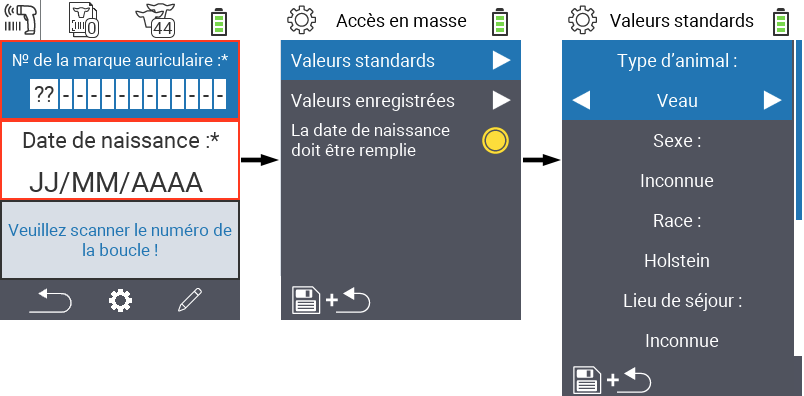 0
44
Nº de la marque auriculaire :*
??------------
Date de naissance :*
JJ/MM/AAAA
Veuillez scanner le numéro de
la boucle !
Accès en masse
Valeurs standards
Valeurs enregistrées
La date de naissance
doit être remplie
+
Valeurs standards
Type d’animal :
Veau
Sexe :
Inconnue
Race :
Holstein
Lieu de séjour :
Inconnue
+